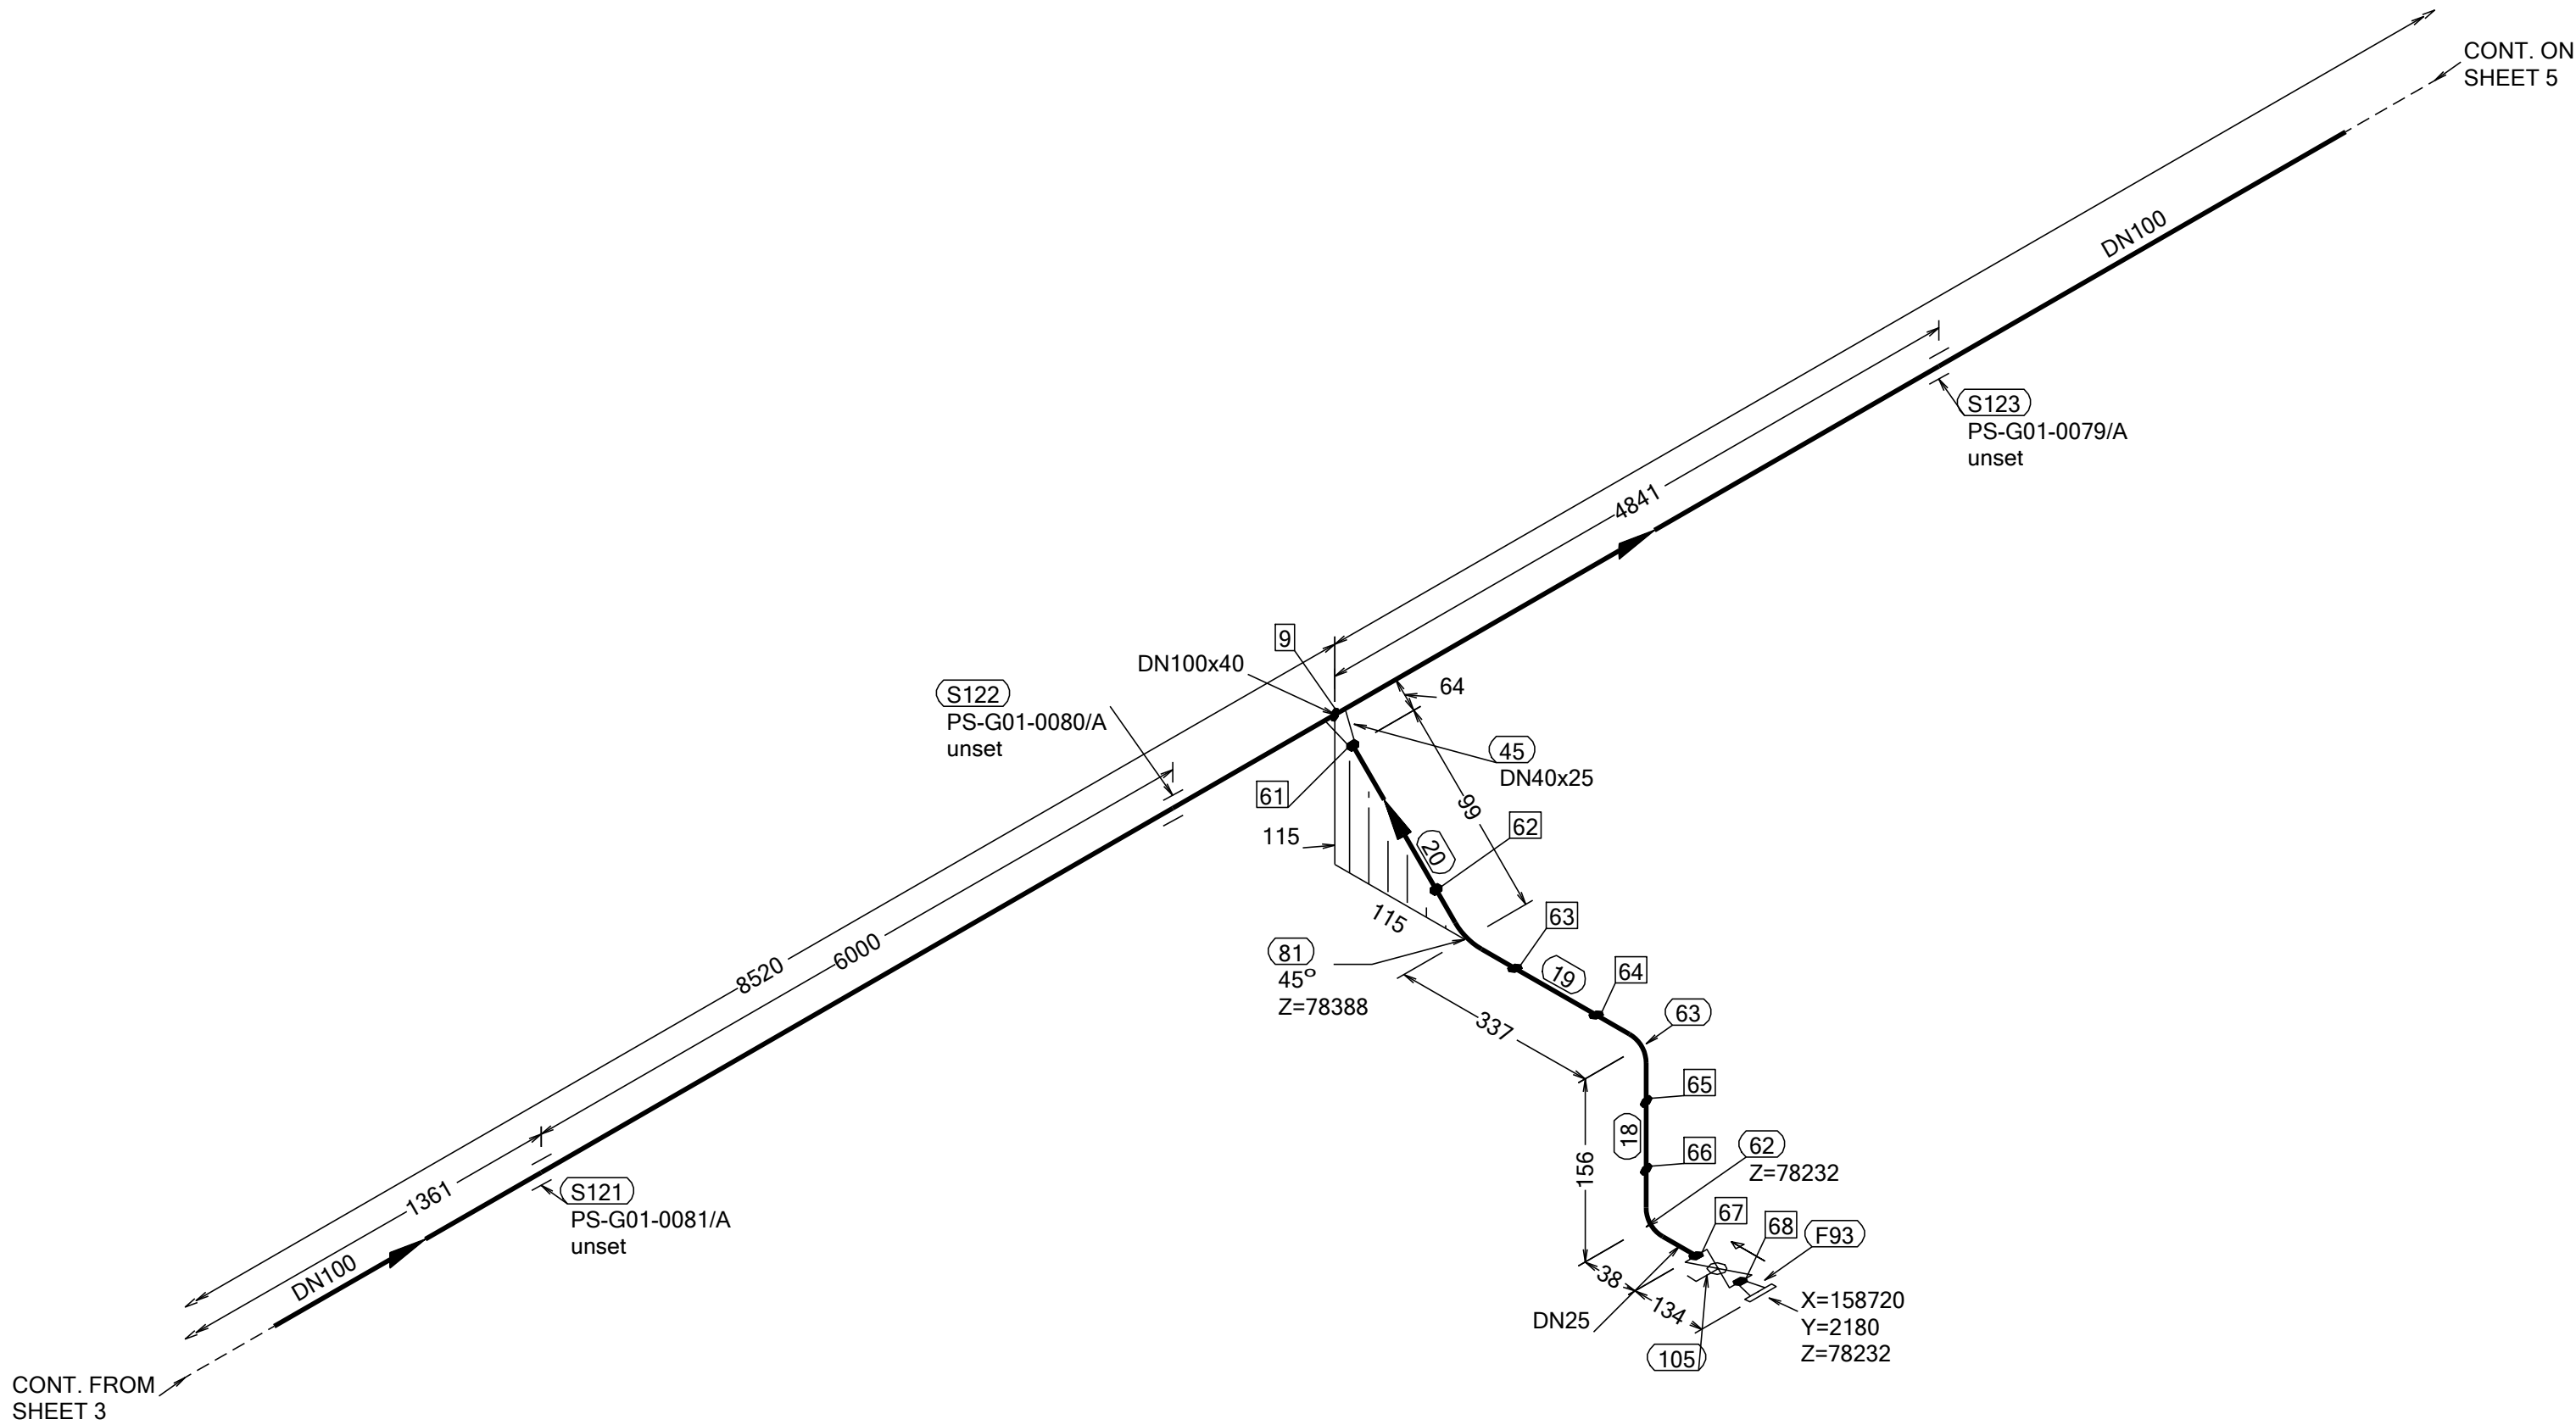 CONT. ON
SHEET 5
DN100
S123
PS-G01-0079/A
unset
4841
9
DN100x40
64
S122
PS-G01-0080/A
unset
45
DN40x25
61
99
62
115
20
115
63
81
45°
Z=78388
19
64
63
337
8520
6000
65
18
66
62
Z=78232
156
67
68
F93
1361
S121
PS-G01-0081/A
unset
DN100
38
134
DN25
X=158720
Y=2180
Z=78232
105
CONT. FROM
SHEET 3